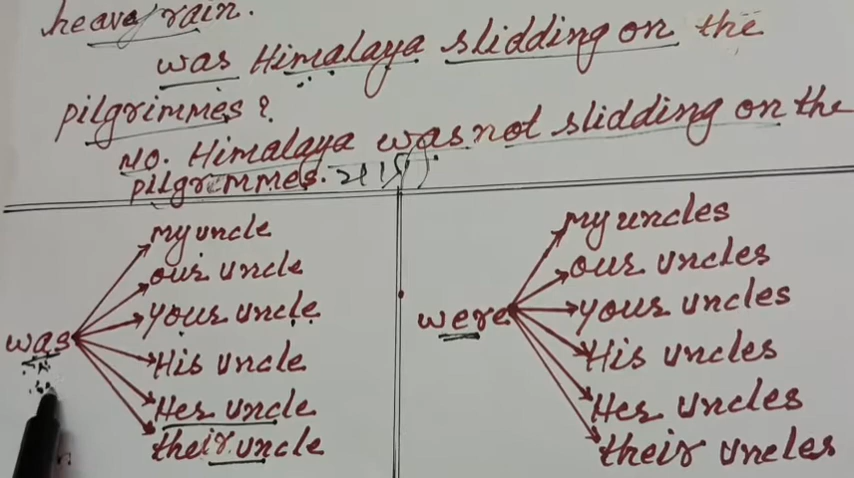 heavy rain.
was Himalaya slidding on the
pilgrimmes?
No. Himalaya was not slidding on the
pilgrimmes.
my uncle
our uncle
your uncle
was
His uncle
Her uncle
their uncle
my uncles
our uncles
your uncles
were
His uncles
Her uncles
their uncles